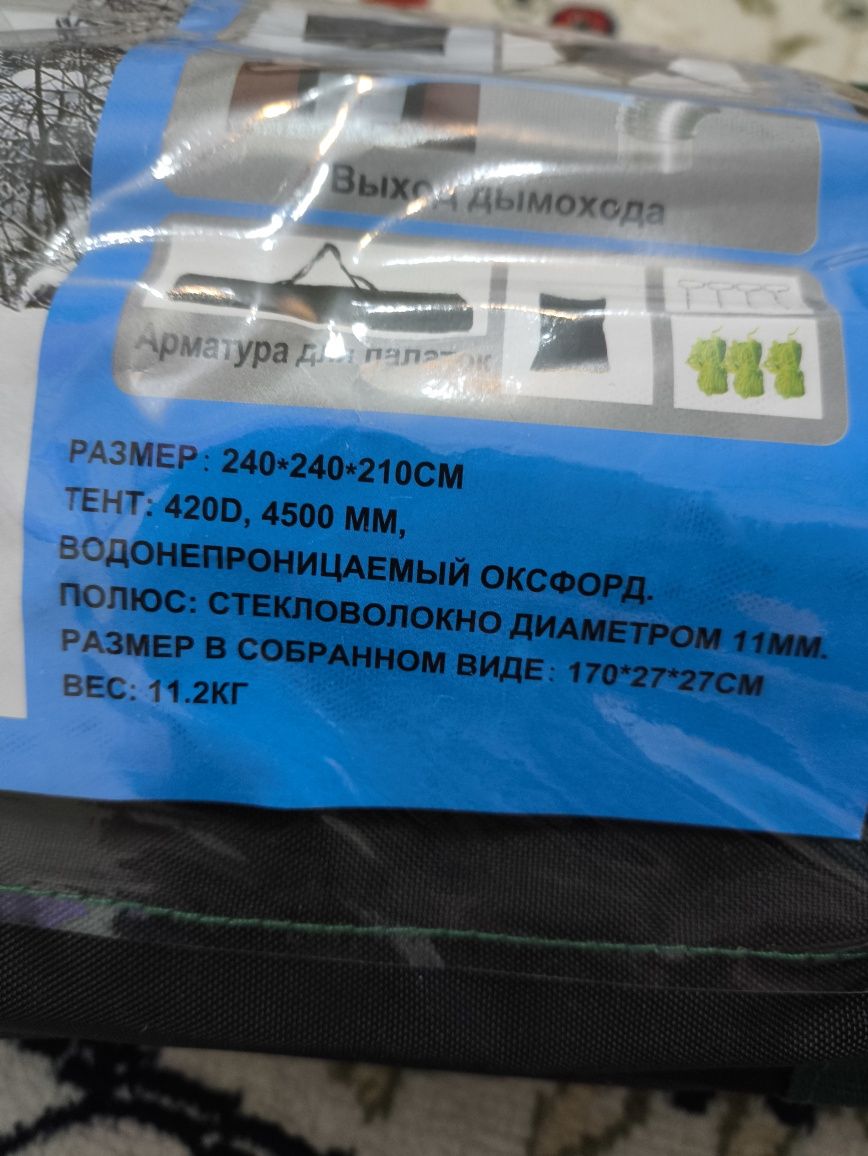 Выход дымохода
Арматура для палаток
РАЗМЕР: 240*240*210СМ
ТЕНТ: 420D, 4500 ММ,
ВОДОНЕПРОНИЦАЕМЫЙ ОКСФОРД.
ПОЛЮС: СТЕКЛОВОЛОКНО ДИАМЕТРОМ 11ММ.
РАЗМЕР В СОБРАННОМ ВИДЕ: 170*27*27СМ
ВЕС: 11.2КГ